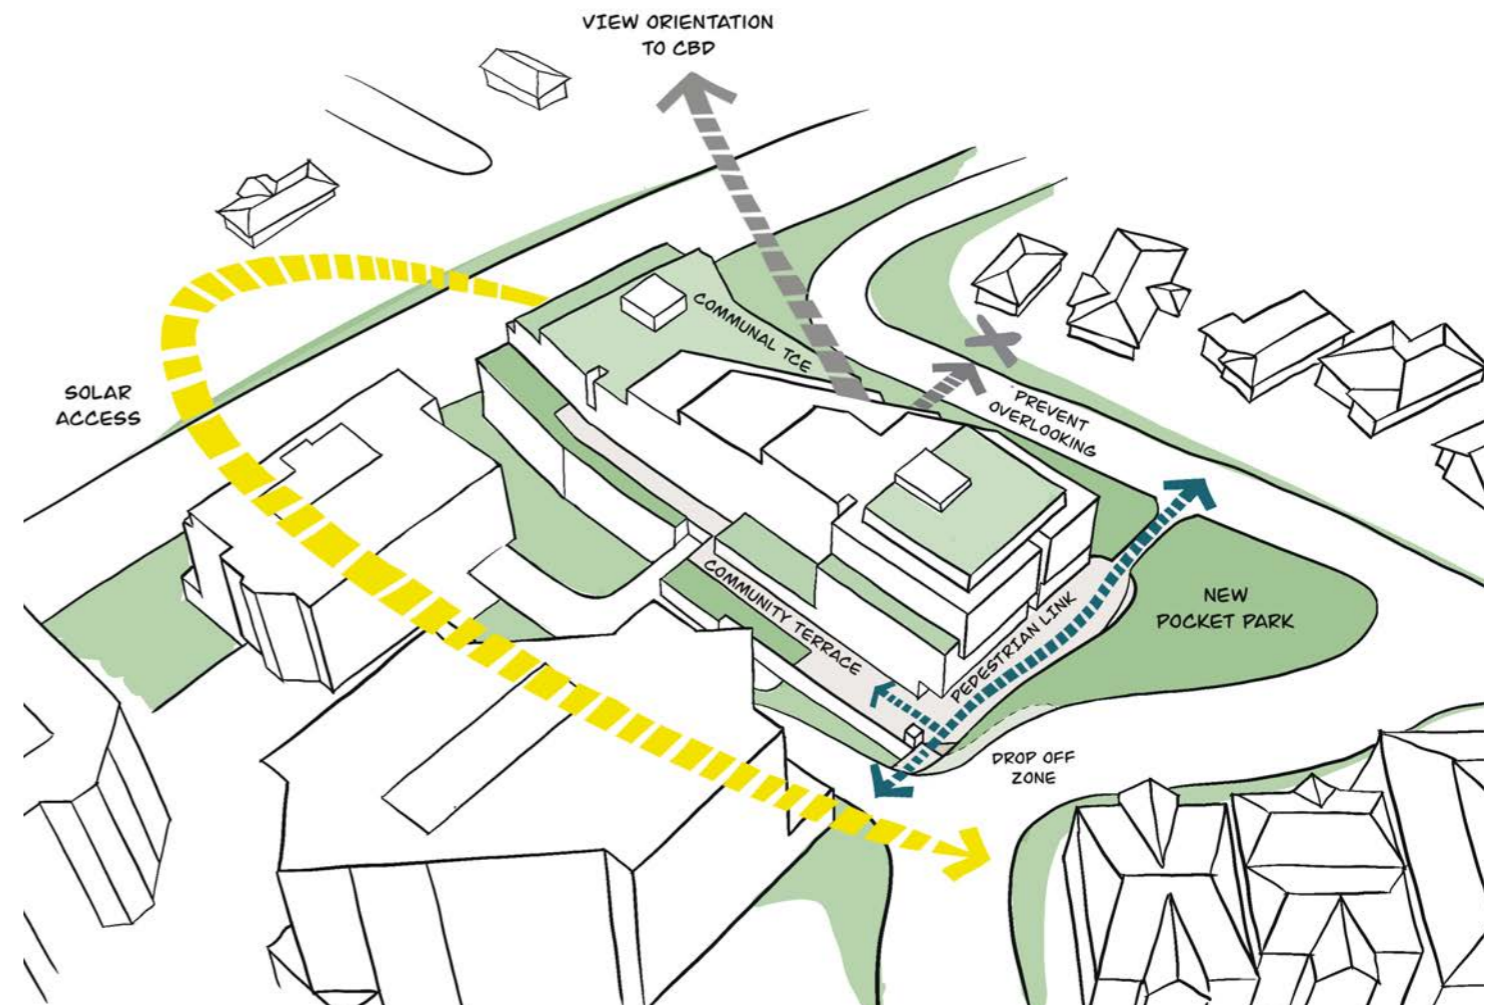 VIEW ORIENTATION
TO CBD
COMMUNAL TCE
SOLAR
ACCESS
PREVENT
OVERLOOKING
COMMUNITY TERRACE
PEDESTRIAN LINK
NEW
POCKET PARK
DROP OFF
ZONE